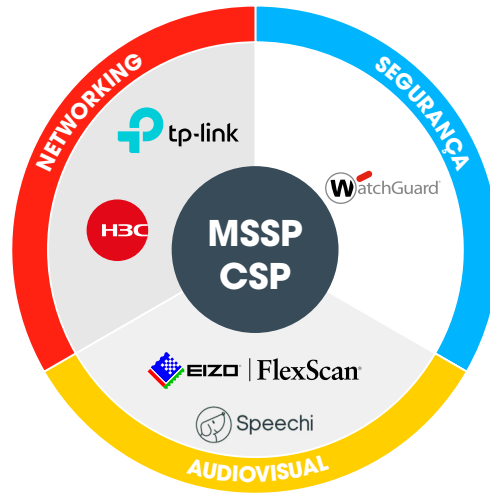 NETWORKING
SEGURANÇA
tp-link
WatchGuard
H3C
MSSP
CSP
EIZO | FlexScan
Speechi
AUDIOVISUAL